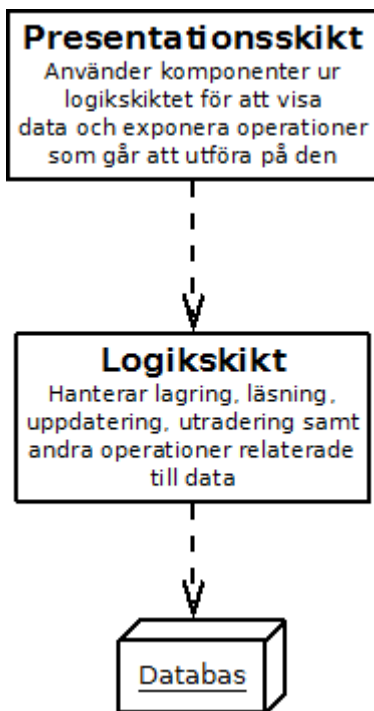 Presentationsskikt
Använder komponenter ur
logikskiktet för att visa
data och exponera operationer
som går att utföra på den
Logikskikt
Hanterar lagring, läsning,
uppdatering, utradering samt
andra operationer relaterade
till data
Databas